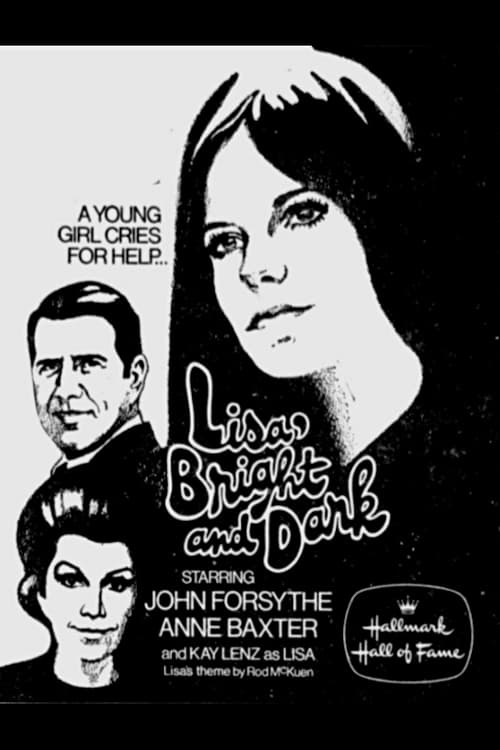 A YOUNG
GIRL CRIES
FOR HELP...
Lisa,
Bright
and Dark
STARRING
JOHN FORSYTHE
ANNE BAXTER
and KAY LENZ as LISA
Lisa's theme by Rod McKuen
Hallmark
Hall of Fame